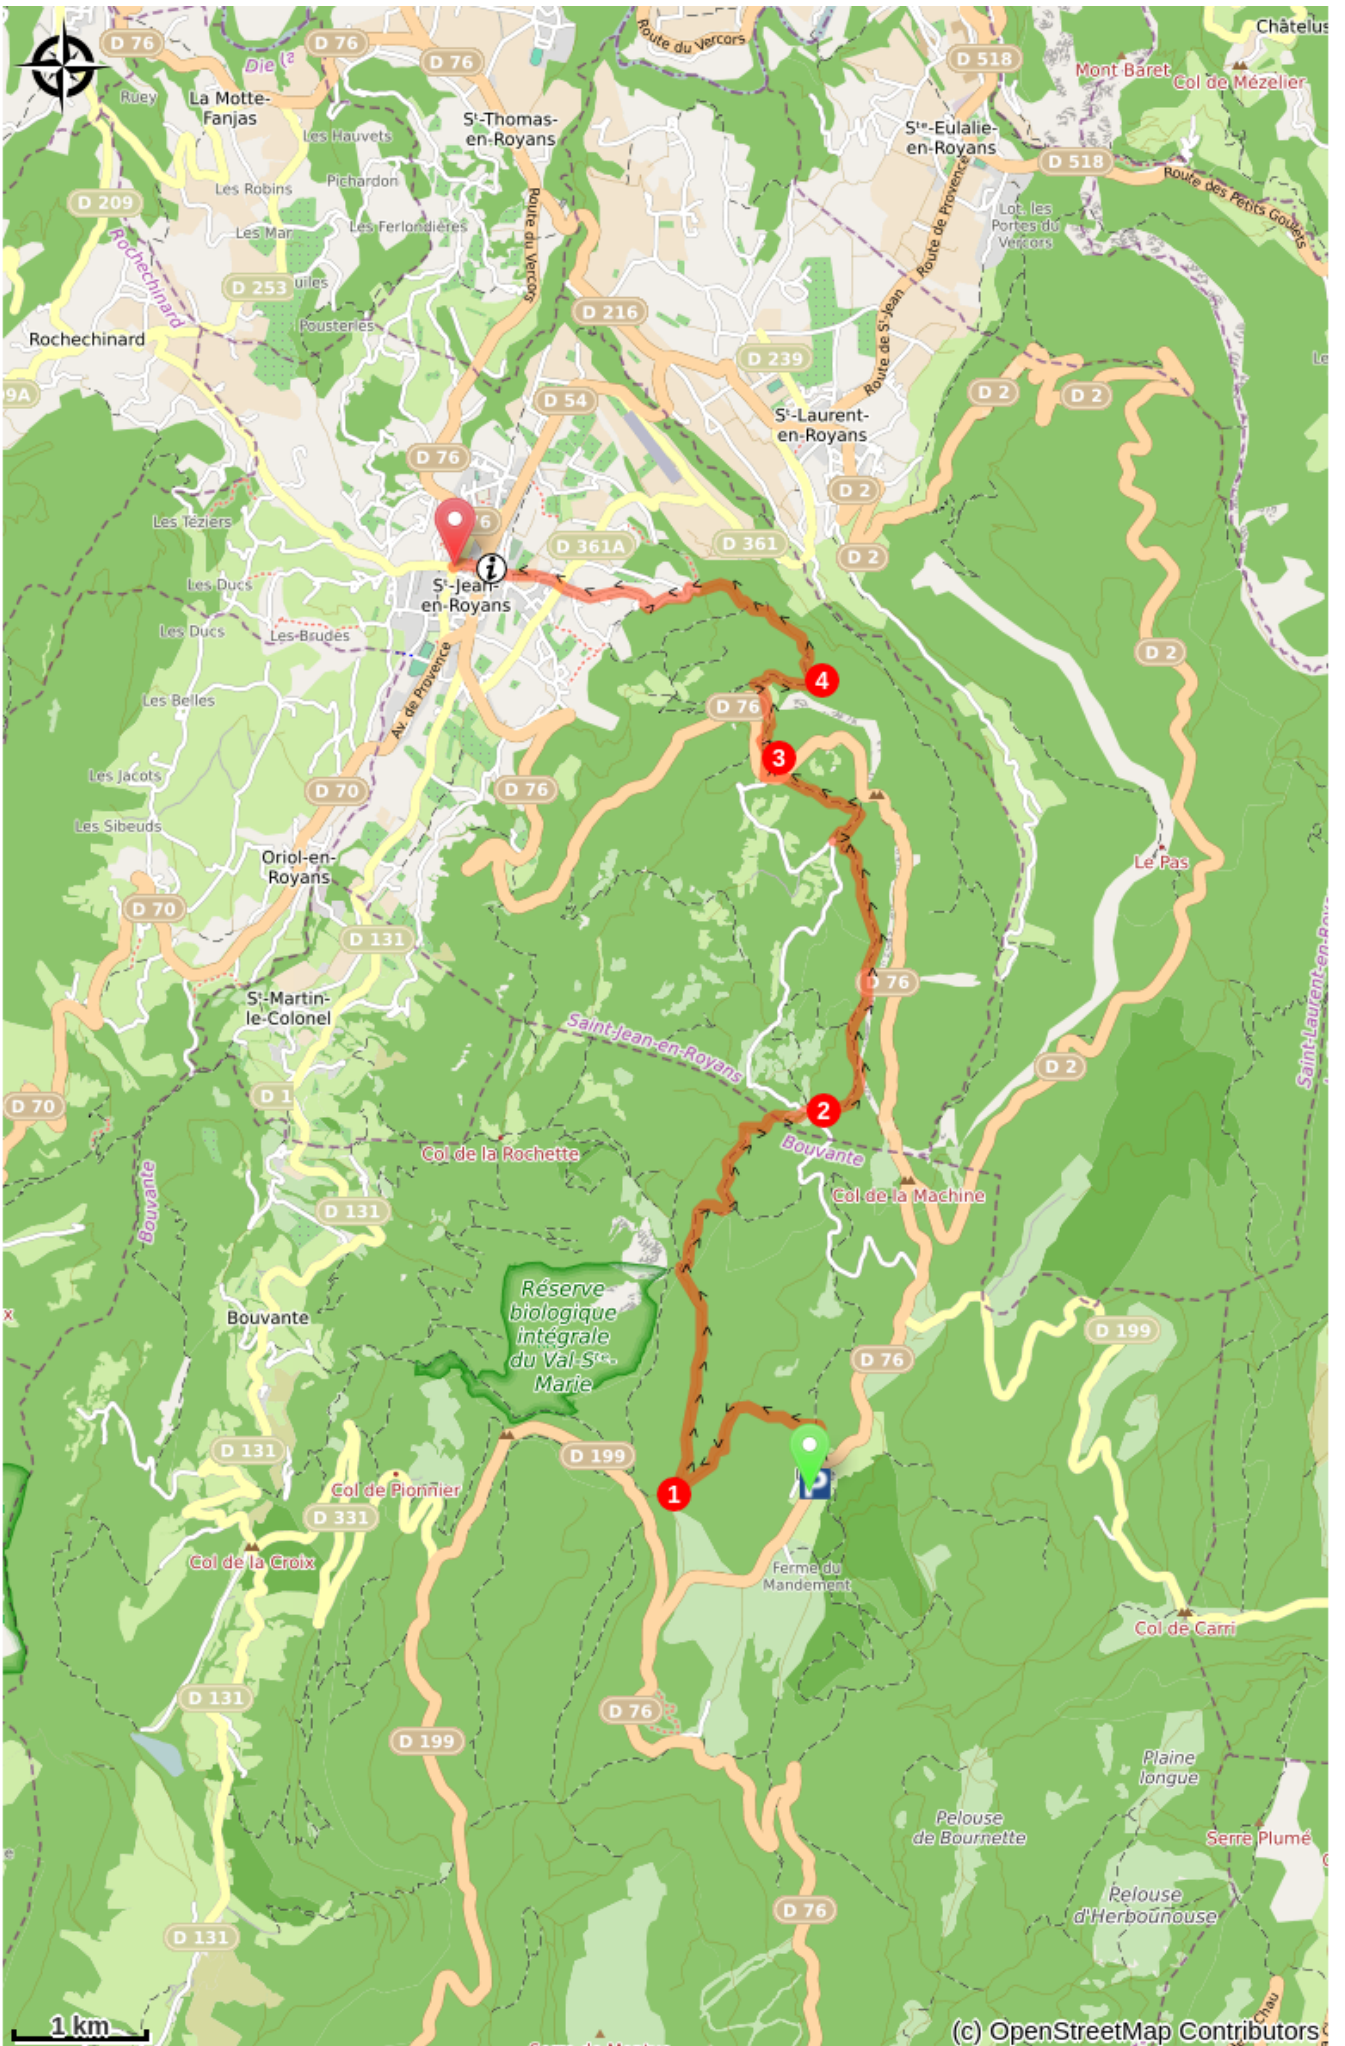 D 76
D 76
D 76
D 518
Châtelus
Route du Vercors
Die (a
Mont Baret
Col de Mézelier
Ruey
La Motte-
Fanjas
Les Hauvets
Sᵗ-Thomas-
en-Royans
Sᵗᵉ-Eulalie-
en-Royans
D 518
Route des Petits Goulets
Les Robins
Pichardon
D 209
Les Mar
Les Ferlondières
Route du Vercors
Route de Provence
Lot. les
Portes du
Vercors
Rochechinard
D 253
uiles
Pousterles
D 216
Route de Sᵗ-Jean
Rochechinard
D 239
9A
D 54
D 2
D 2
Sᵗ-Laurent-
en-Royans
D 76
D 2
Les Teziers
76
D 361A
D 361
D 2
i
Les Ducs
Sᵗ-Jean-
en-Royans
Les Ducs
Les Brudes
D 2
Av. de Provence
4
Les Belles
D 76
3
Les Jacots
D 70
D 76
Les Sibeuds
Oriol-en-
Royans
Le Pas
D 70
D 131
D 76
Sᵗ-Martin-
le-Colonel
Saint-Jean-en-Royans
Saint-Laurent-en-Roya
D 1
D 2
D 70
2
Bouvante
Col de la Rochette
Bouvante
Col de la Machine
D 131
Réserve
biologique
intégrale
du Val-Sᵗᵉ-
Marie
x
Bouvante
D 199
D 76
D 131
D 199
P
Col de Pionnier
1
D 331
Col de la Croix
Ferme du
Mandement
Col de Carri
D 131
D 76
D 199
Plaine
longue
Pelouse
de Bournette
Serre Plumé
e
Pelouse
d'Herbounouse
D 76
D 131
1 km
Chau
(c) OpenStreetMap Contributors